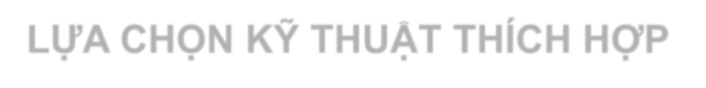 LỰA CHỌN KỸ THUẬT THÍCH HỢP